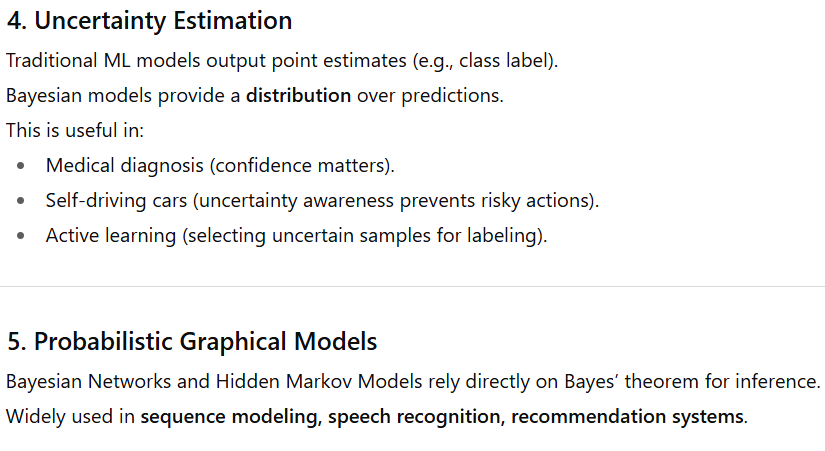 4. Uncertainty Estimation
Traditional ML models output point estimates (e.g., class label).
Bayesian models provide a distribution over predictions.
This is useful in:
• Medical diagnosis (confidence matters).
• Self-driving cars (uncertainty awareness prevents risky actions).
• Active learning (selecting uncertain samples for labeling).
5. Probabilistic Graphical Models
Bayesian Networks and Hidden Markov Models rely directly on Bayes’ theorem for inference.
Widely used in sequence modeling, speech recognition, recommendation systems.